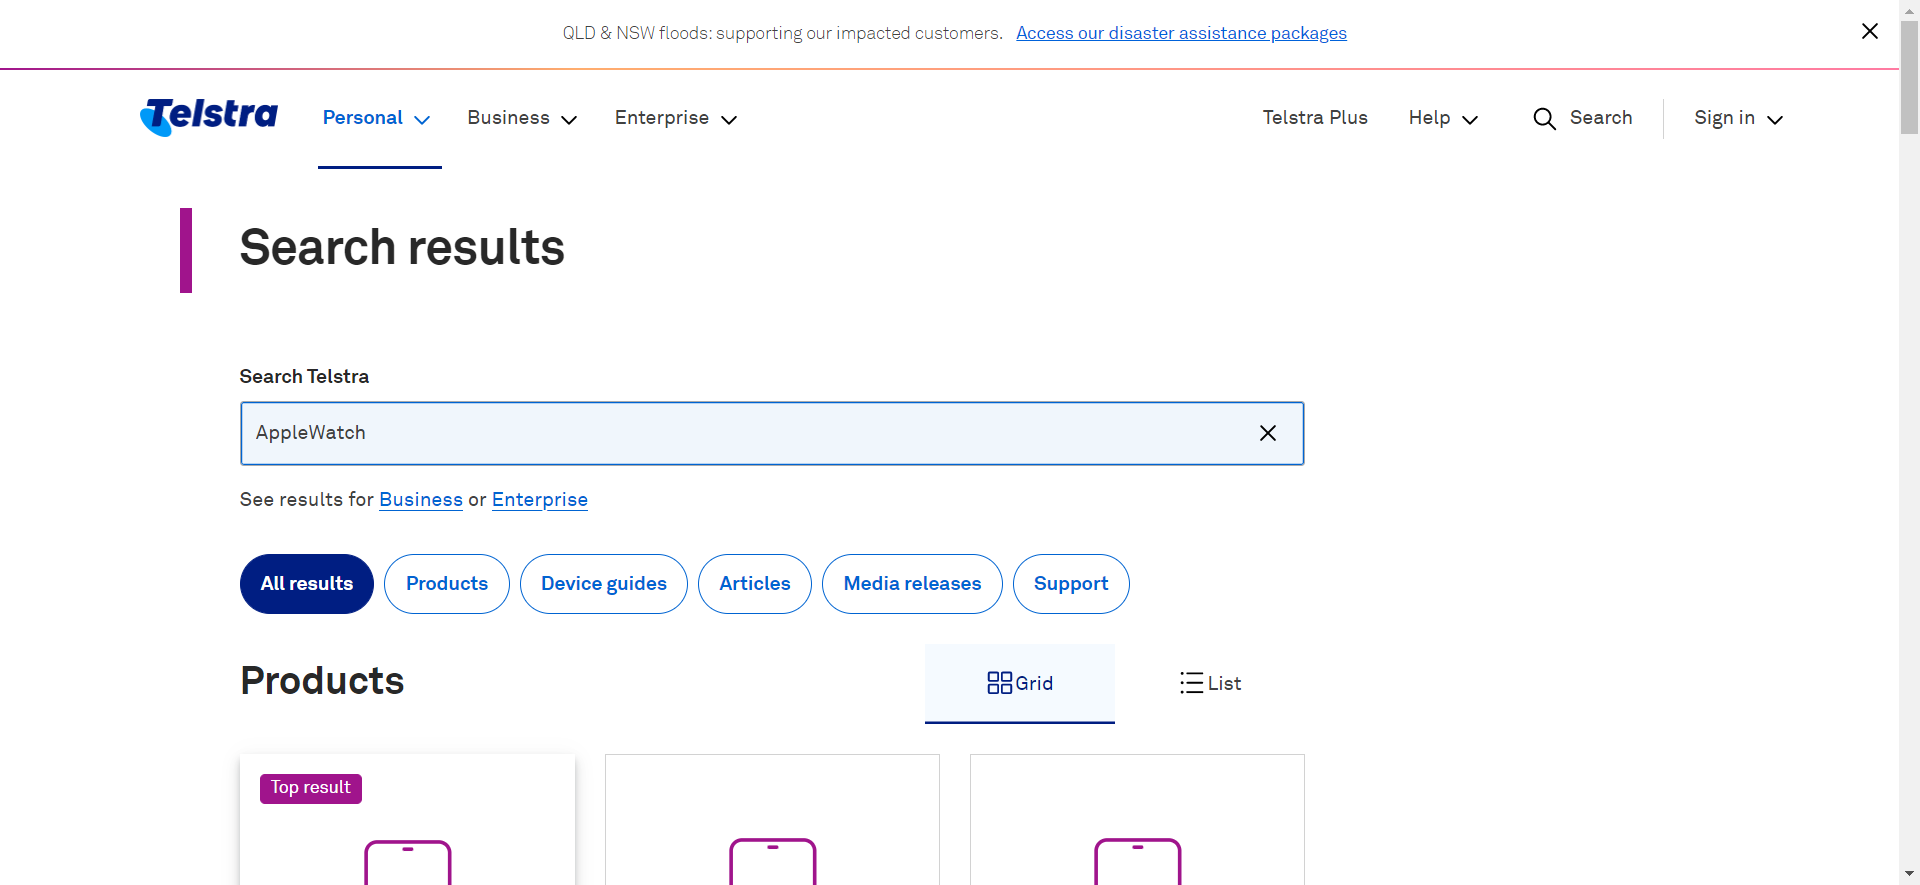 QLD & NSW floods: supporting our impacted customers. Access our disaster assistance packages
Telstra Personal Business Enterprise Telstra Plus Help Search Sign in
Search results
Search Telstra
AppleWatch
See results for Business or Enterprise
All results Products Device guides Articles Media releases Support
Products Grid List
Top result